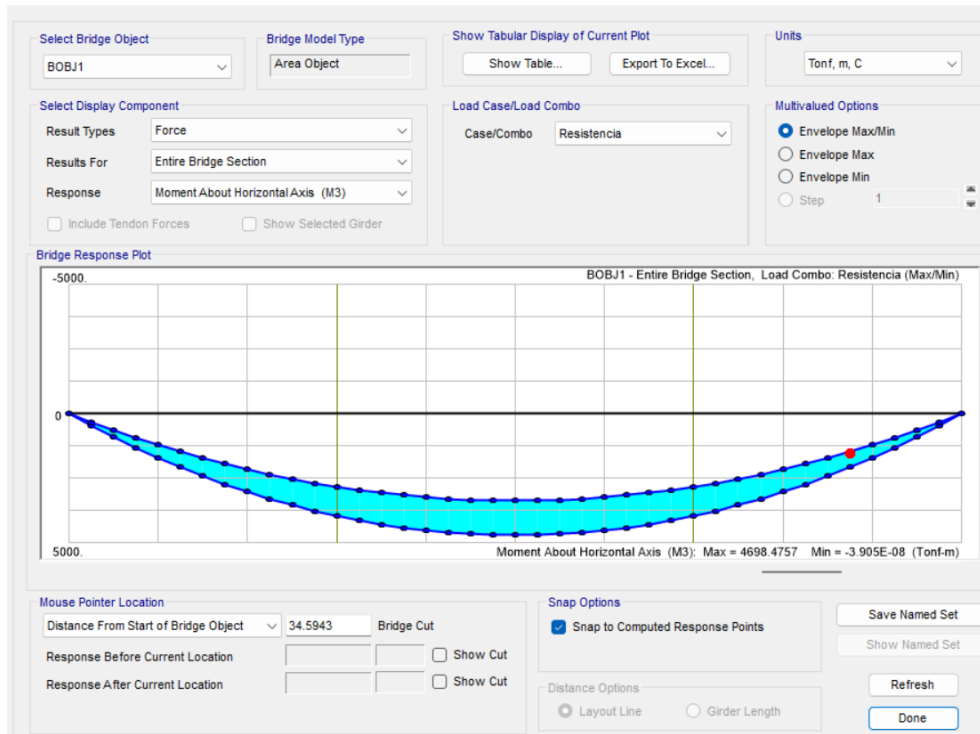 Select Bridge Object
BOBJ1
Bridge Model Type
Area Object
Show Tabular Display of Current Plot
Show Table...
Export To Excel...
Units
Tonf, m, C
Select Display Component
Result Types
Force
Results For
Entire Bridge Section
Response
Moment About Horizontal Axis (M3)
Include Tendon Forces
Show Selected Girder
Load Case/Load Combo
Case/Combo
Resistencia
Multivalued Options
Envelope Max/Min
Envelope Max
Envelope Min
Step
1
Bridge Response Plot
-5000.
BOBJ1 - Entire Bridge Section, Load Combo: Resistencia (Max/Min)
0
5000.
Moment About Horizontal Axis (M3): Max = 4698.4757 Min = -3.905E-08 (Tonf-m)
Mouse Pointer Location
Distance From Start of Bridge Object
34.5943
Bridge Cut
Response Before Current Location
Show Cut
Response After Current Location
Show Cut
Snap Options
Snap to Computed Response Points
Distance Options
Layout Line
Girder Length
Save Named Set
Show Named Set
Refresh
Done